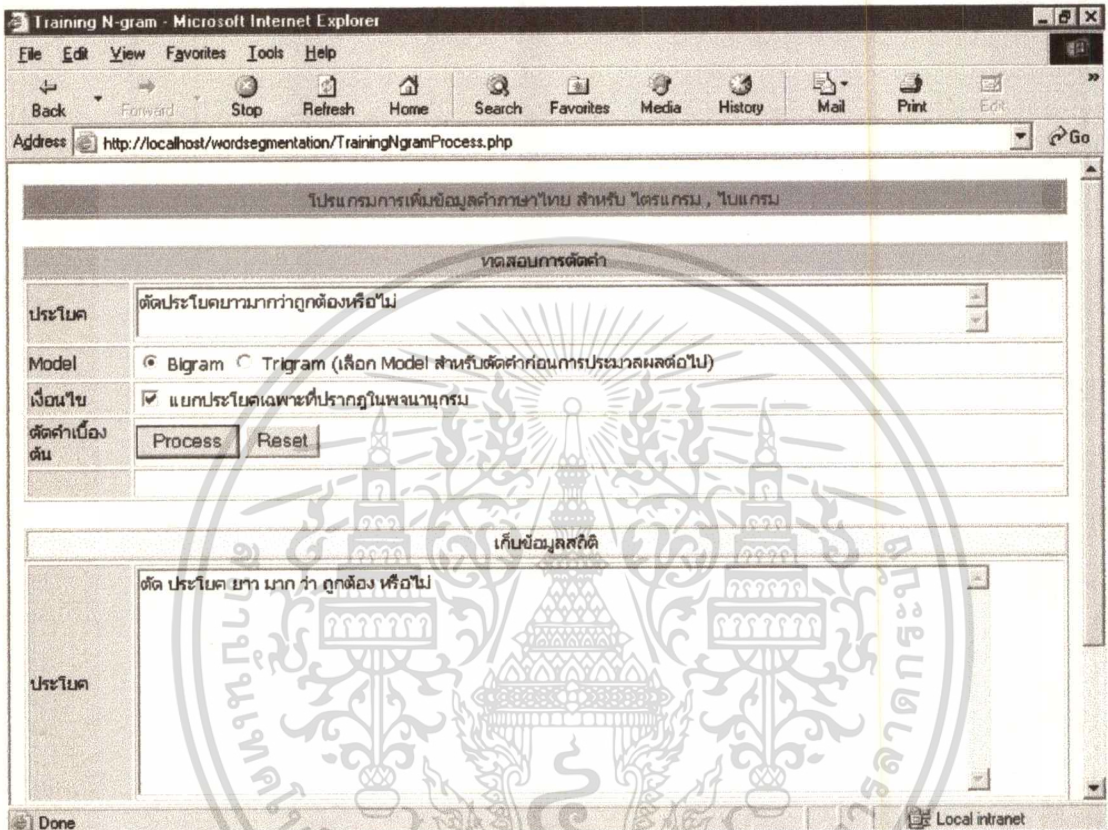 Training N-gram - Microsoft Internet Explorer
File Edit View Favorites Tools Help
Back Forward Stop Refresh Home Search Favorites Media History Mail Print Edit
Address http://localhost/wordsegmentation/TrainingNgramProcess.php Go
โปรแกรมการเพิ่มข้อมูลคำภาษาไทย สำหรับ ไตรแกรม , ไบแกรม
ทดสอบการตัดคำ
ประโยค ตัดประโยคยาวมากว่าถูกต้องหรือไม่
Model Bigram Trigram (เลือก Model สำหรับตัดคำก่อนการประมวลผลต่อไป)
เงื่อนไข แยกประโยคเฉพาะที่ปรากฏในพจนานุกรม
ตัดคำเบื้อง
ต้น Process Reset
เก็บข้อมูลสถิติ
ตัด ประโยค ยาว มาก ว่า ถูกต้อง หรือไม่
ประโยค
Done Local intranet